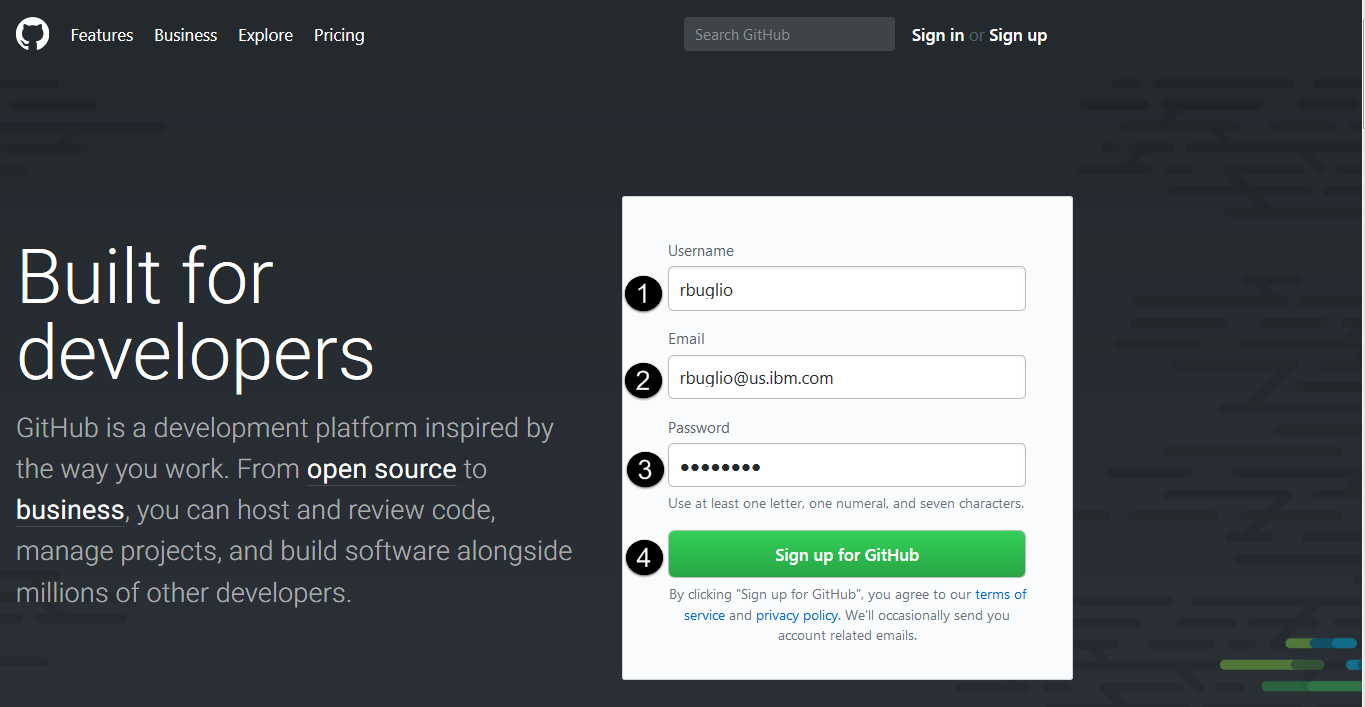 Features Business Explore Pricing Search GitHub Sign in or Sign up
Built for
developers
GitHub is a development platform inspired by
the way you work. From open source to
business, you can host and review code,
manage projects, and build software alongside
millions of other developers.
Username
1 rbuglio
Email
2 rbuglio@us.ibm.com
Password
3 ••••••••
Use at least one letter, one numeral, and seven characters.
4 Sign up for GitHub
By clicking "Sign up for GitHub", you agree to our terms of
service and privacy policy. We'll occasionally send you
account related emails.